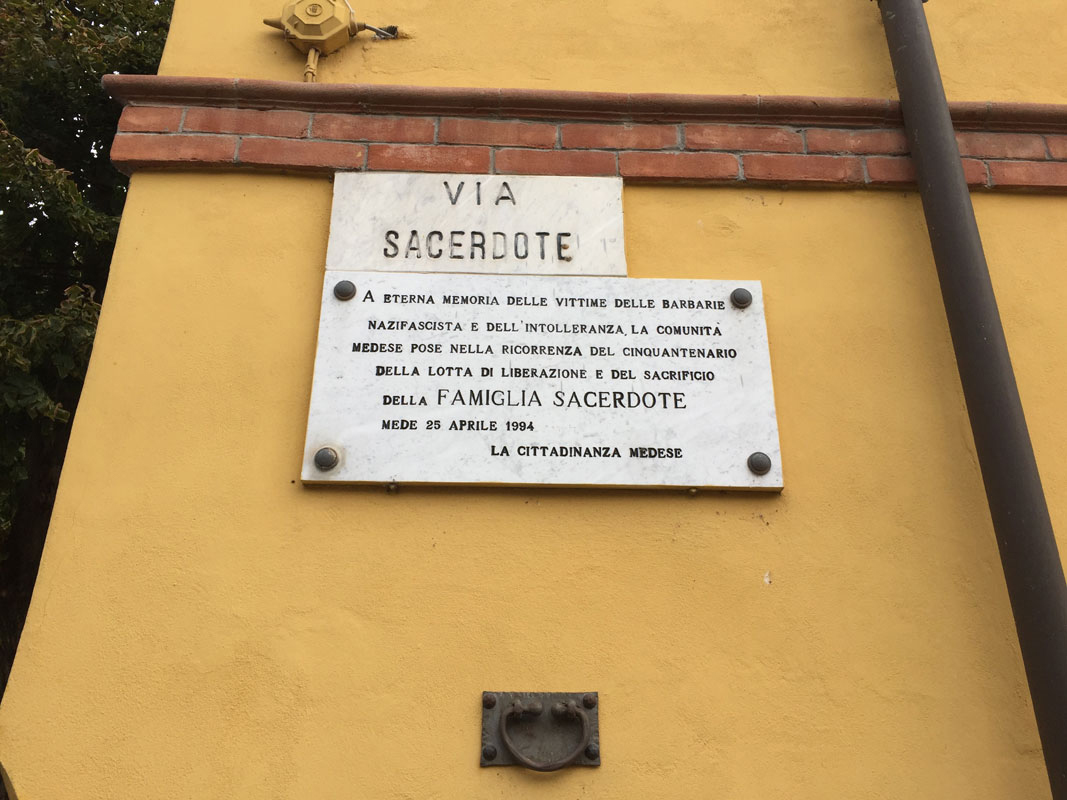 VIA
SACERDOTE
A ETERNA MEMORIA DELLE VITTIME DELLE BARBARIE
NAZIFASCISTA E DELL'INTOLLERANZA, LA COMUNITÀ
MEDESE POSE NELLA RICORRENZA DEL CINQUANTENARIO
DELLA LOTTA DI LIBERAZIONE E DEL SACRIFICIO
DELLA FAMIGLIA SACERDOTE
MEDE 25 APRILE 1994
LA CITTADINANZA MEDESE